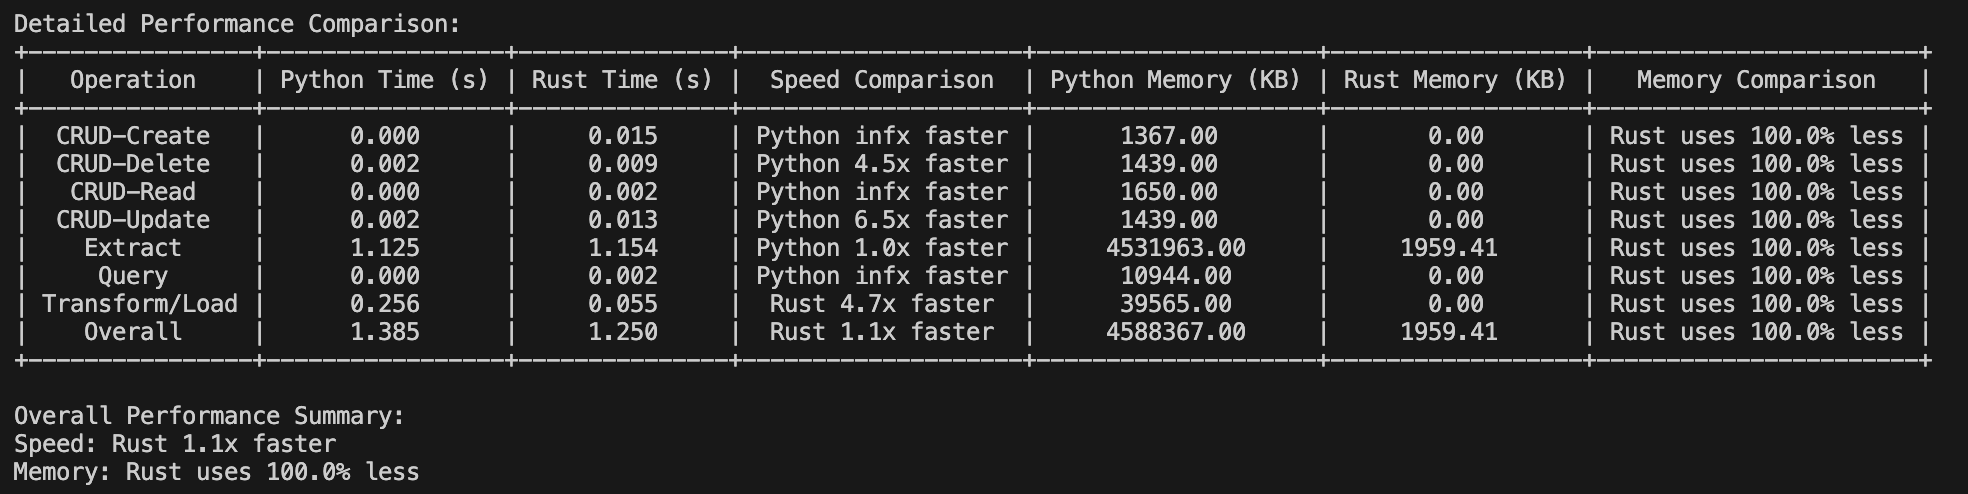 Detailed Performance Comparison:
+-----------------+------------------+---------------+---------------------+---------------------+-------------------+------------------------+
|    Operation    | Python Time (s) | Rust Time (s) |  Speed Comparison  | Python Memory (KB) | Rust Memory (KB) |   Memory Comparison   |
+-----------------+------------------+---------------+---------------------+---------------------+-------------------+------------------------+
|   CRUD-Create   |      0.000      |     0.015     | Python infx faster |      1367.00       |       0.00       | Rust uses 100.0% less |
|   CRUD-Delete   |      0.002      |     0.009     | Python 4.5x faster |      1439.00       |       0.00       | Rust uses 100.0% less |
|    CRUD-Read    |      0.000      |     0.002     | Python infx faster |      1650.00       |       0.00       | Rust uses 100.0% less |
|   CRUD-Update   |      0.002      |     0.013     | Python 6.5x faster |      1439.00       |       0.00       | Rust uses 100.0% less |
|     Extract     |      1.125      |     1.154     | Python 1.0x faster |     4531963.00     |     1959.41      | Rust uses 100.0% less |
|      Query      |      0.000      |     0.002     | Python infx faster |      10944.00      |       0.00       | Rust uses 100.0% less |
| Transform/Load |      0.256      |     0.055     |  Rust 4.7x faster  |      39565.00      |       0.00       | Rust uses 100.0% less |
|     Overall     |      1.385      |     1.250     |  Rust 1.1x faster  |     4588367.00     |     1959.41      | Rust uses 100.0% less |
+-----------------+------------------+---------------+---------------------+---------------------+-------------------+------------------------+
Overall Performance Summary:
Speed: Rust 1.1x faster
Memory: Rust uses 100.0% less